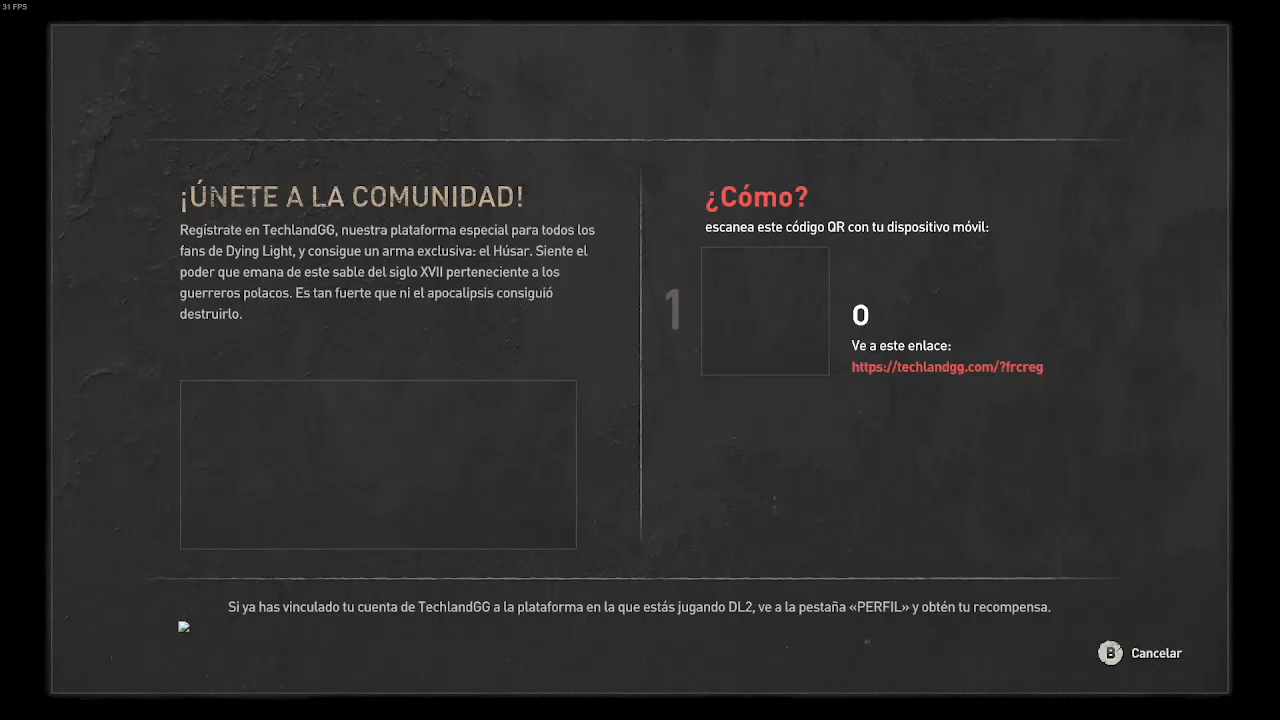 31 FPS
¡ÚNETE A LA COMUNIDAD!
Regístrate en TechlandGG, nuestra plataforma especial para todos los
fans de Dying Light, y consigue un arma exclusiva: el Húsar. Siente el
poder que emana de este sable del siglo XVII perteneciente a los
guerreros polacos. Es tan fuerte que ni el apocalipsis consiguió
destruirlo.
¿Cómo?
escanea este código QR con tu dispositivo móvil:
1
O
Ve a este enlace:
https://techlandgg.com/?frcreg
Si ya has vinculado tu cuenta de TechlandGG a la plataforma en la que estás jugando DL2, ve a la pestaña «PERFIL» y obtén tu recompensa.
B Cancelar